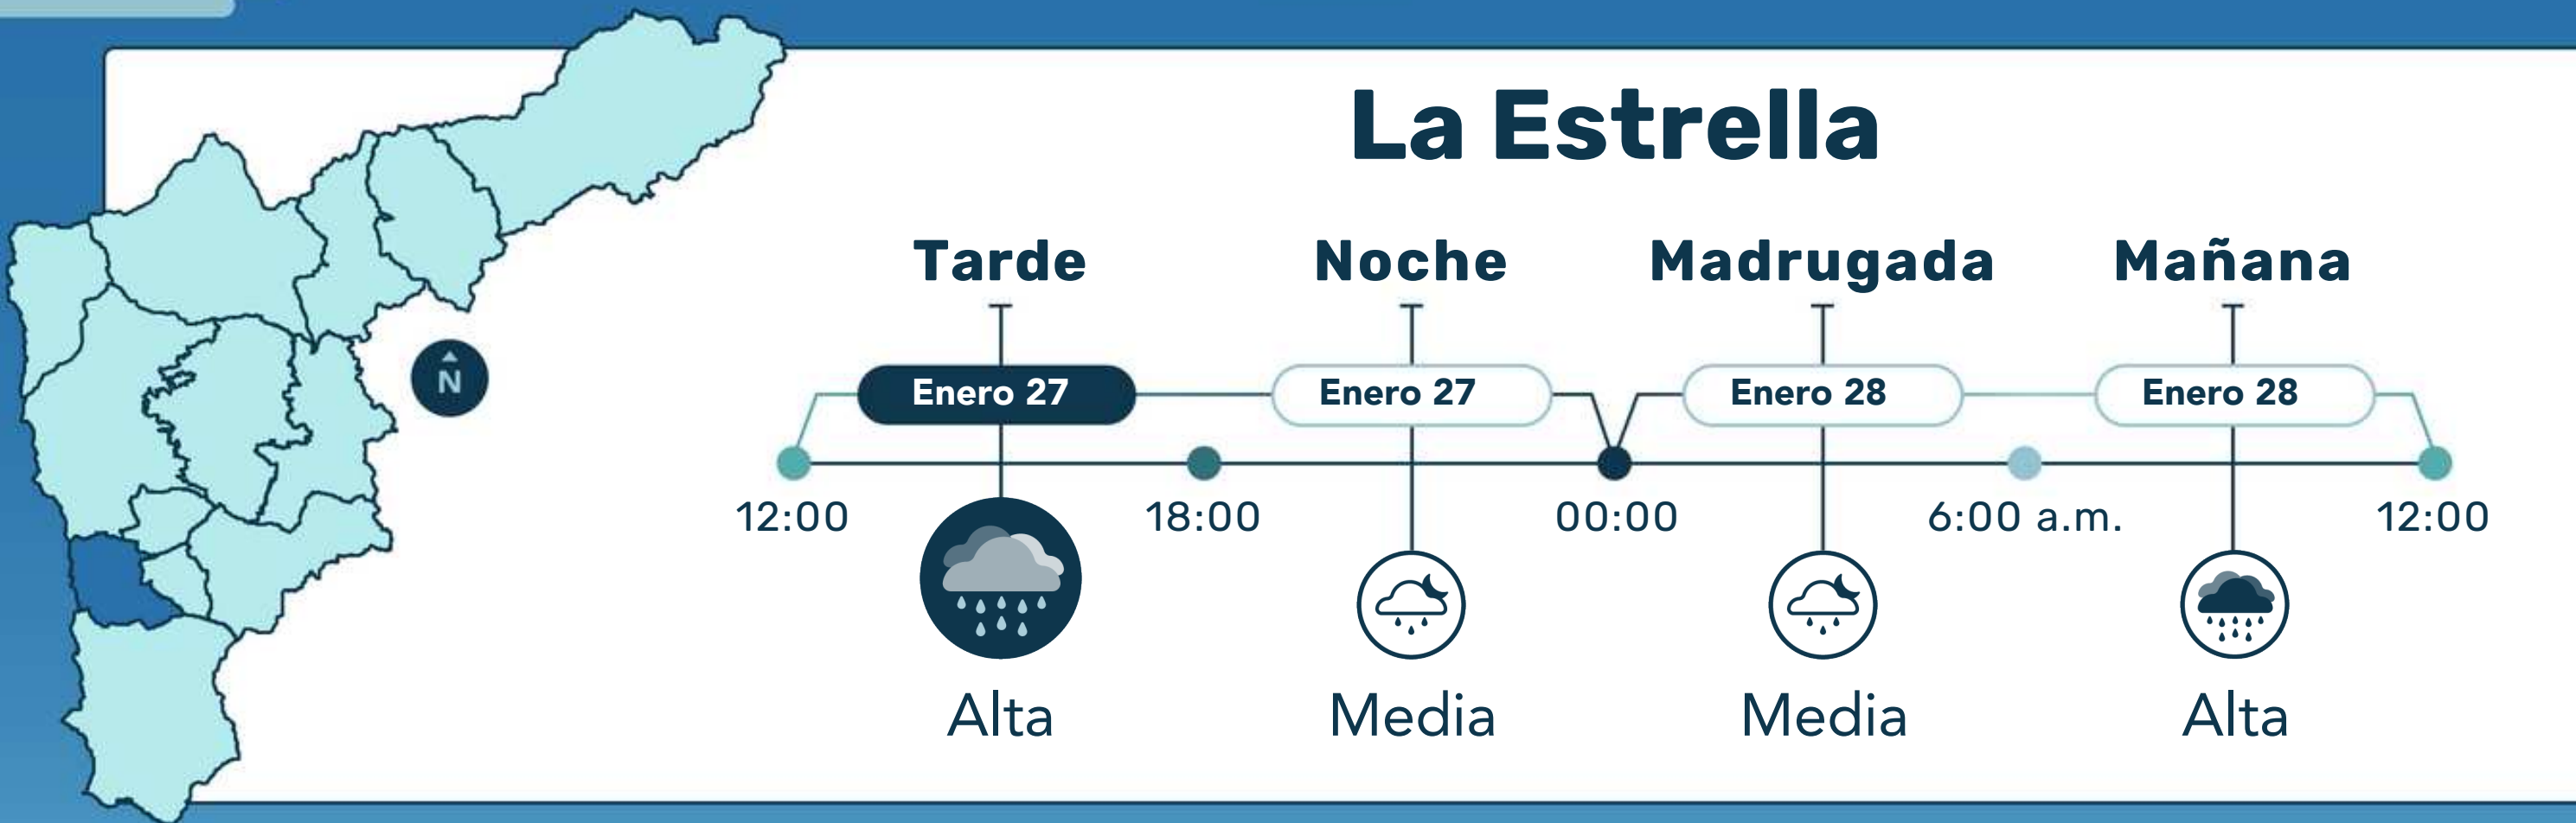 La Estrella
Tarde Noche Madrugada Mañana
N
Enero 27 Enero 27 Enero 28 Enero 28
12:00 18:00 00:00 6:00 a.m. 12:00
Alta Media Media Alta